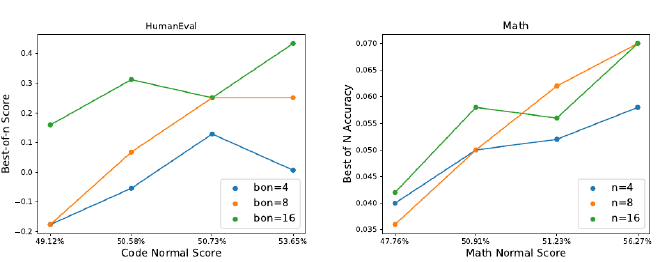 HumanEval
Best-of-n Score
0.4
0.3
0.2
0.1
0.0
−0.1
−0.2
bon=4
bon=8
bon=16
49.12% 50.58% 50.73% 53.65%
Code Normal Score
Math
Best of N Accuracy
0.070
0.065
0.060
0.055
0.050
0.045
0.040
0.035
n=4
n=8
n=16
47.76% 50.91% 51.23% 56.27%
Math Normal Score